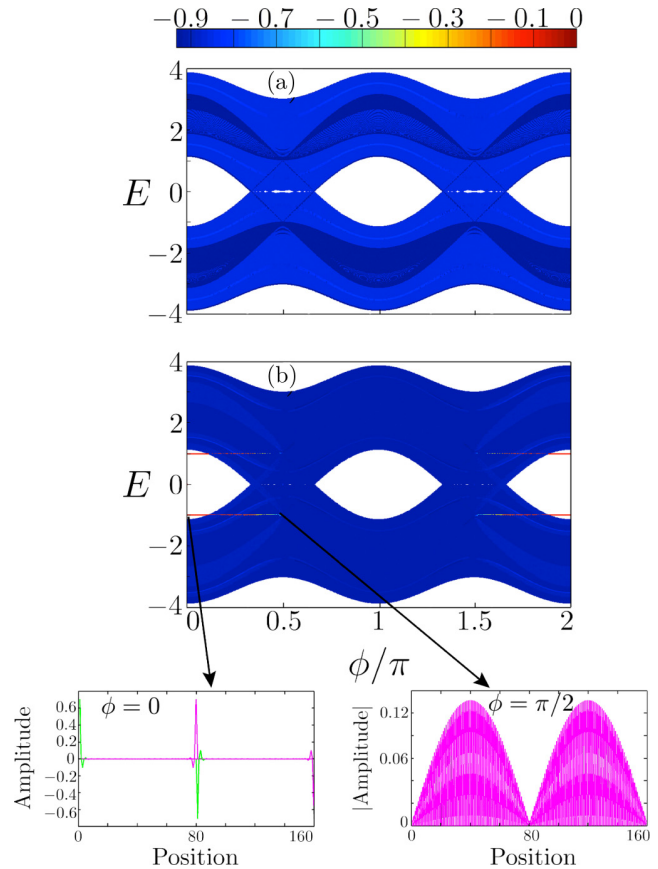 −0.9 −0.7 −0.5 −0.3 −0.1 0
4
(a)
2
E 0
−2
−4
4
(b)
2
E 0
−2
−4
0 0.5 1 1.5 2
ϕ/π
0.6
0.4
0.2
0
-0.2
-0.4
-0.6
Amplitude
ϕ = 0
0 80 160
Position
0.12
0.06
0
|Amplitude|
ϕ = π/2
0 80 160
Position